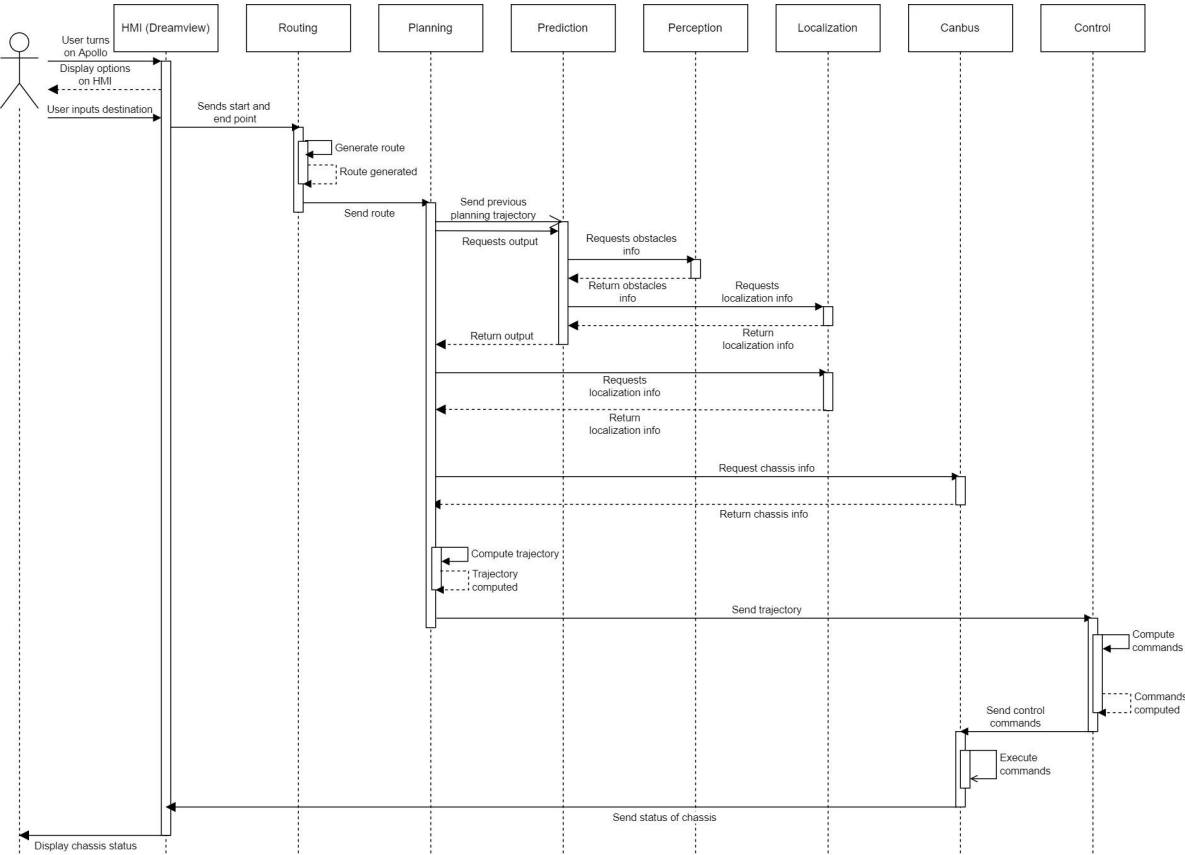 HMI (Dreamview)
Routing
Planning
Prediction
Perception
Localization
Canbus
Control
User turns
on Apollo
Display options
on HMI
User inputs destination
Sends start and
end point
Generate route
Route generated
Send route
Send previous
planning trajectory
Requests output
Requests obstacles
info
Return obstacles
info
Requests
localization info
Return
localization info
Return output
Requests
localization info
Return
localization info
Request chassis info
Return chassis info
Compute trajectory
Trajectory
computed
Send trajectory
Compute
commands
Commands
computed
Send control
commands
Execute
commands
Send status of chassis
Display chassis status